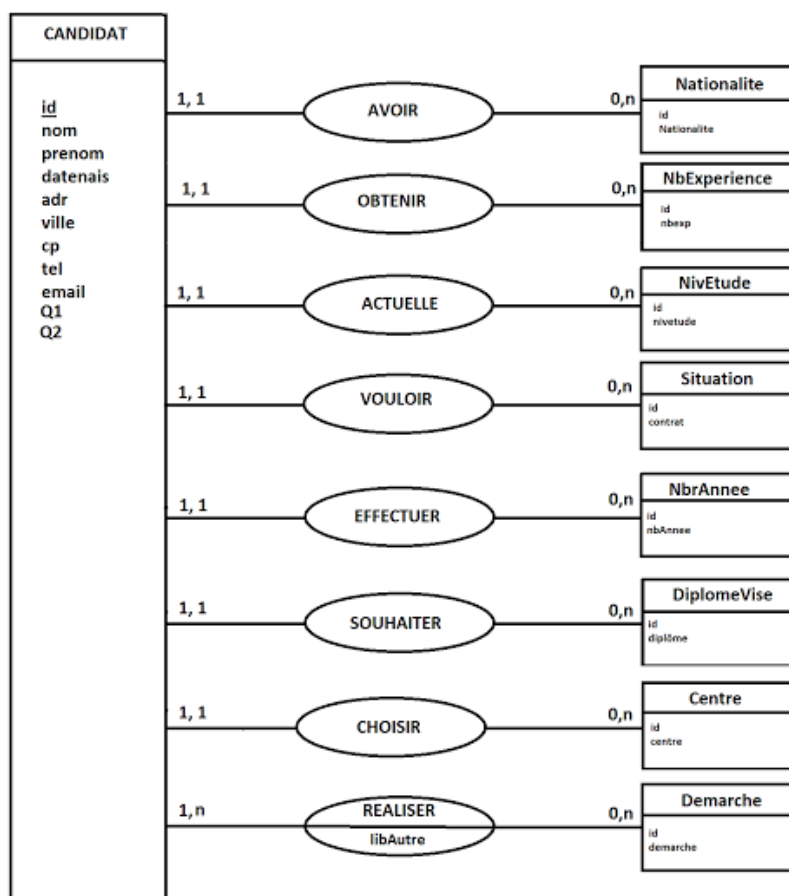 CANDIDAT
id
nom
prenom
datenais
adr
ville
cp
tel
email
Q1
Q2
1, 1
AVOIR
0,n
Nationalite
id
Nationalite
1, 1
OBTENIR
0,n
NbExperience
id
nbexp
1, 1
ACTUELLE
0,n
NivEtude
id
nivetude
1, 1
VOULOIR
0,n
Situation
id
contrat
1, 1
EFFECTUER
0,n
NbrAnnee
id
nbAnnee
1, 1
SOUHAITER
0,n
DiplomeVise
id
diplôme
1, 1
CHOISIR
0,n
Centre
id
centre
1,n
REALISER
libAutre
0,n
Demarche
id
demarche